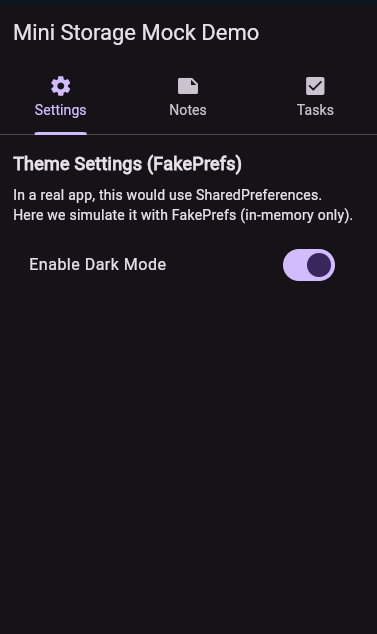 Mini Storage Mock Demo
Settings
Notes
Tasks
Theme Settings (FakePrefs)
In a real app, this would use SharedPreferences.
Here we simulate it with FakePrefs (in-memory only).
Enable Dark Mode